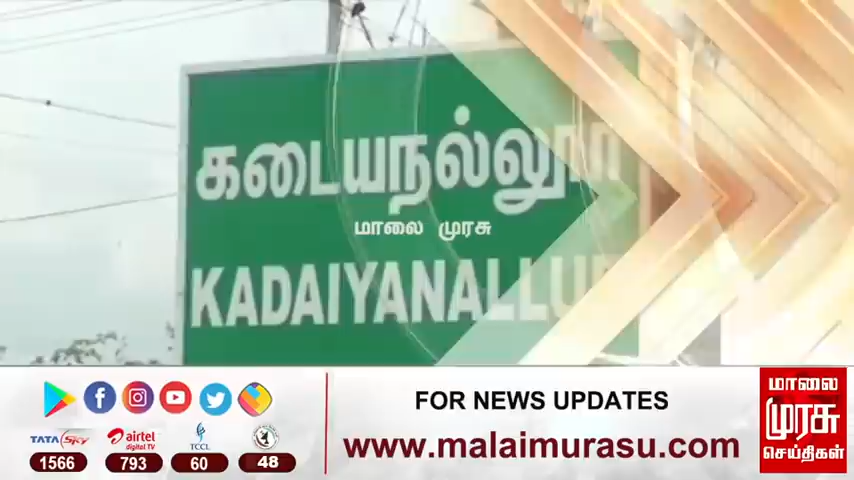 கடையநல்லூர்
மாலை முரசு
KADAIYANALLUR
FOR NEWS UPDATES
www.malaimurasu.com
TATA SKY
1566
airtel
digital TV
793
TCCL
60
48
மாலை
முரசு
செய்திகள்